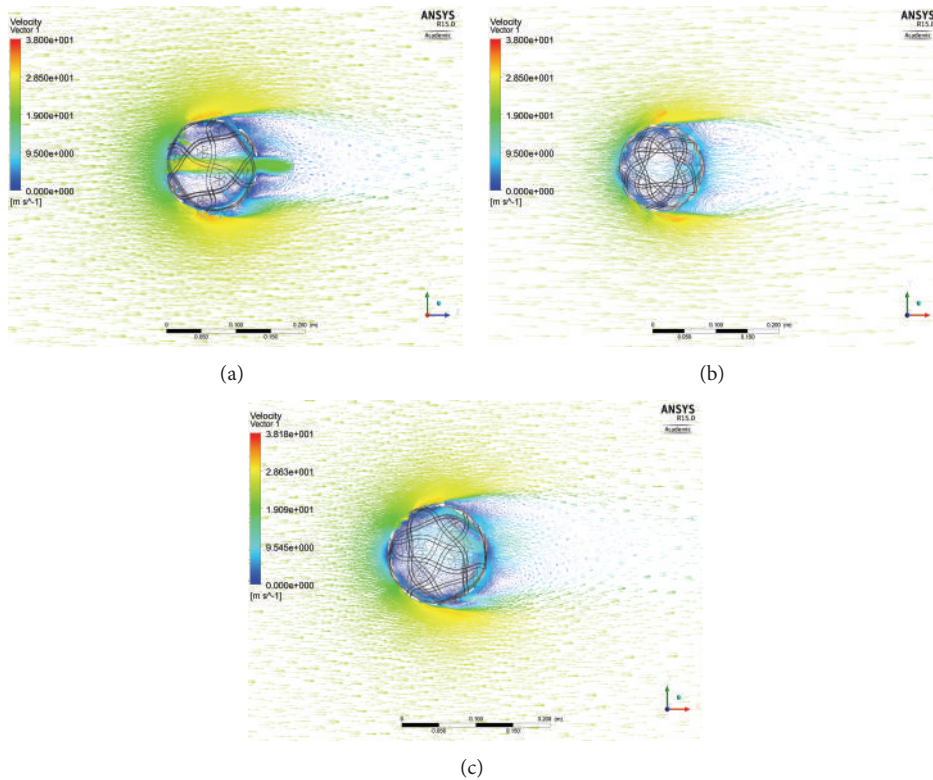 Velocity
Vector 1
3.800e+001
2.850e+001
1.900e+001
9.500e+000
0.000e+000
[m s^-1]
ANSYS
R15.0
Academic
0 0.100 0.200 (m)
0.050 0.150
(a)
Velocity
Vector 1
3.800e+001
2.850e+001
1.900e+001
9.500e+000
0.000e+000
[m s^-1]
ANSYS
R15.0
Academic
0 0.100 0.200 (m)
0.050 0.150
(b)
Velocity
Vector 1
3.818e+001
2.863e+001
1.909e+001
9.545e+000
0.000e+000
[m s^-1]
ANSYS
R15.0
Academic
0 0.100 0.200 (m)
0.050 0.150
(c)